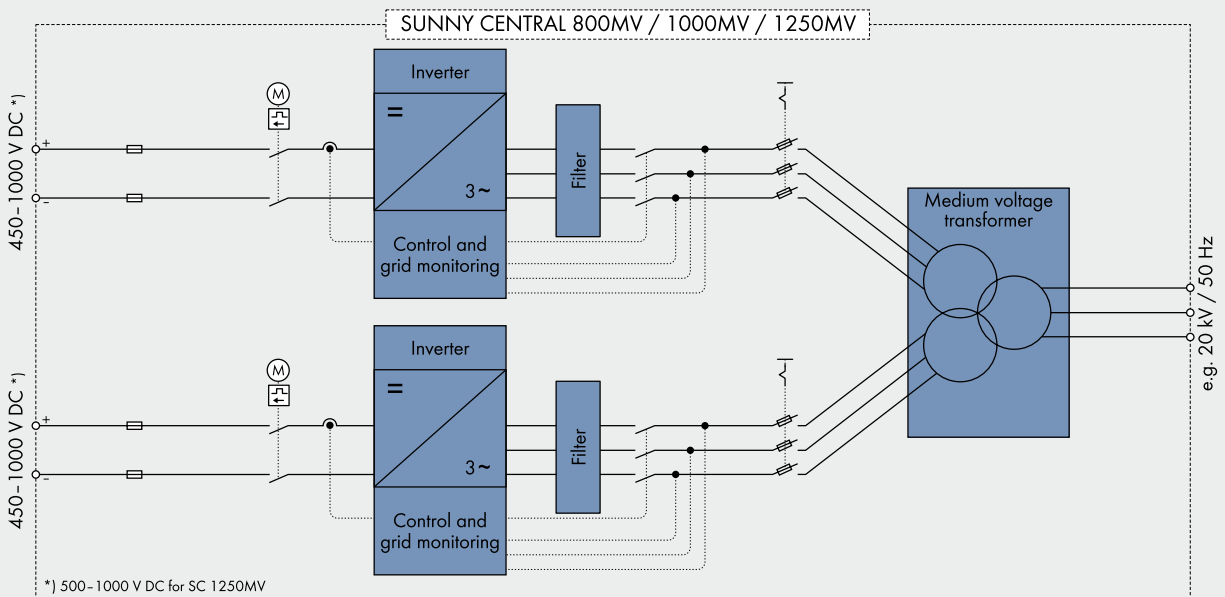 SUNNY CENTRAL 800MV / 1000MV / 1250MV
450–1000 V DC *)
+
–
M
Inverter
=
3~
Control and
grid monitoring
Filter
Medium voltage
transformer
e.g. 20 kV / 50 Hz
450–1000 V DC *)
+
–
M
Inverter
=
3~
Control and
grid monitoring
Filter
*) 500–1000 V DC for SC 1250MV